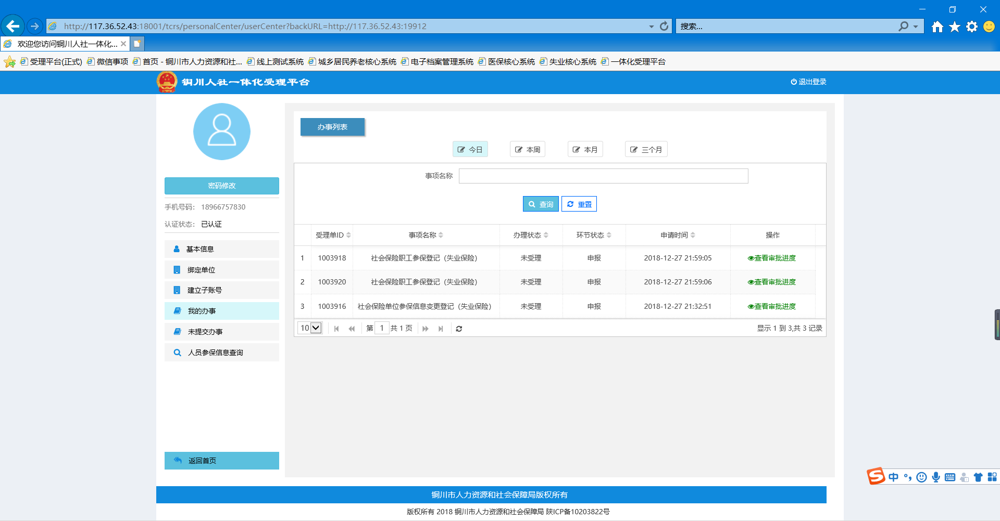 http://117.36.52.43:18001/tcrs/personalCenter/userCenter?backURL=http://117.36.52.43:19912
搜索...
欢迎您访问铜川人社一体化...
受理平台(正式) 微信事项 首页 - 铜川市人力资源和社... 线上测试系统 城乡居民养老核心系统 电子档案管理系统 医保核心系统 失业核心系统 一体化受理平台
铜川人社一体化受理平台
退出登录
密码修改
手机号码： 18966757830
认证状态： 已认证
基本信息
绑定单位
建立子账号
我的办事
未提交办事
人员参保信息查询
返回首页
办事列表
今日 本周 本月 三个月
事项名称
查询 重置
受理单ID 事项名称 办理状态 环节状态 申请时间 操作
1 1003918 社会保险职工参保登记（失业保险） 未受理 申报 2018-12-27 21:59:05 查看审批进度
2 1003920 社会保险职工参保登记（失业保险） 未受理 申报 2018-12-27 21:59:06 查看审批进度
3 1003916 社会保险单位参保信息变更登记（失业保险） 未受理 申报 2018-12-27 21:32:51 查看审批进度
10 第 1 共 1 页 显示 1 到 3,共 3 记录
中
铜川市人力资源和社会保障局版权所有
版权所有 2018 铜川市人力资源和社会保障局 陕ICP备10203822号